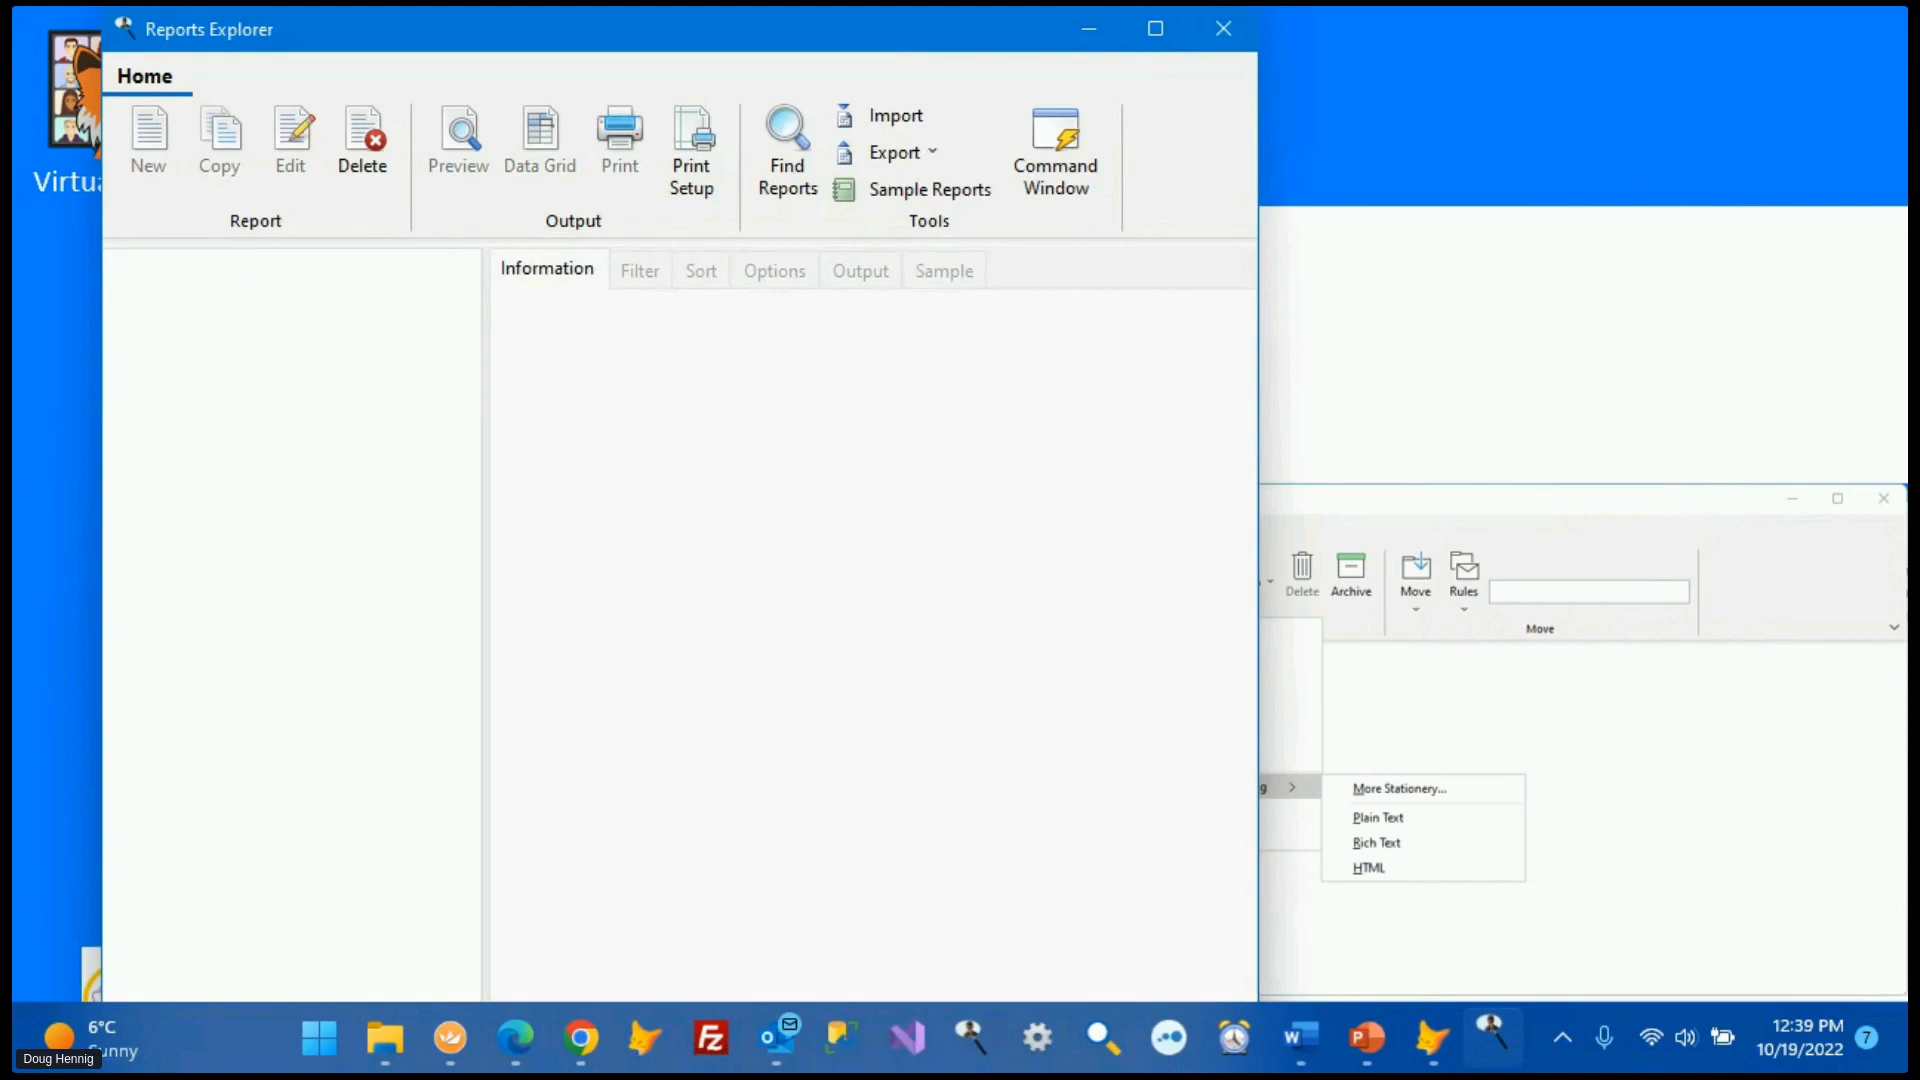 Reports Explorer
Home
New
Copy
Edit
Delete
Preview
Data Grid
Print
Print
Setup
Find
Reports
Import
Export
Sample Reports
Command
Window
Report
Output
Tools
Information
Filter
Sort
Options
Output
Sample
Delete
Archive
Move
Rules
Move
More Stationery...
Plain Text
Rich Text
HTML
6°C
12:39 PM
10/19/2022
7
Doug Hennig